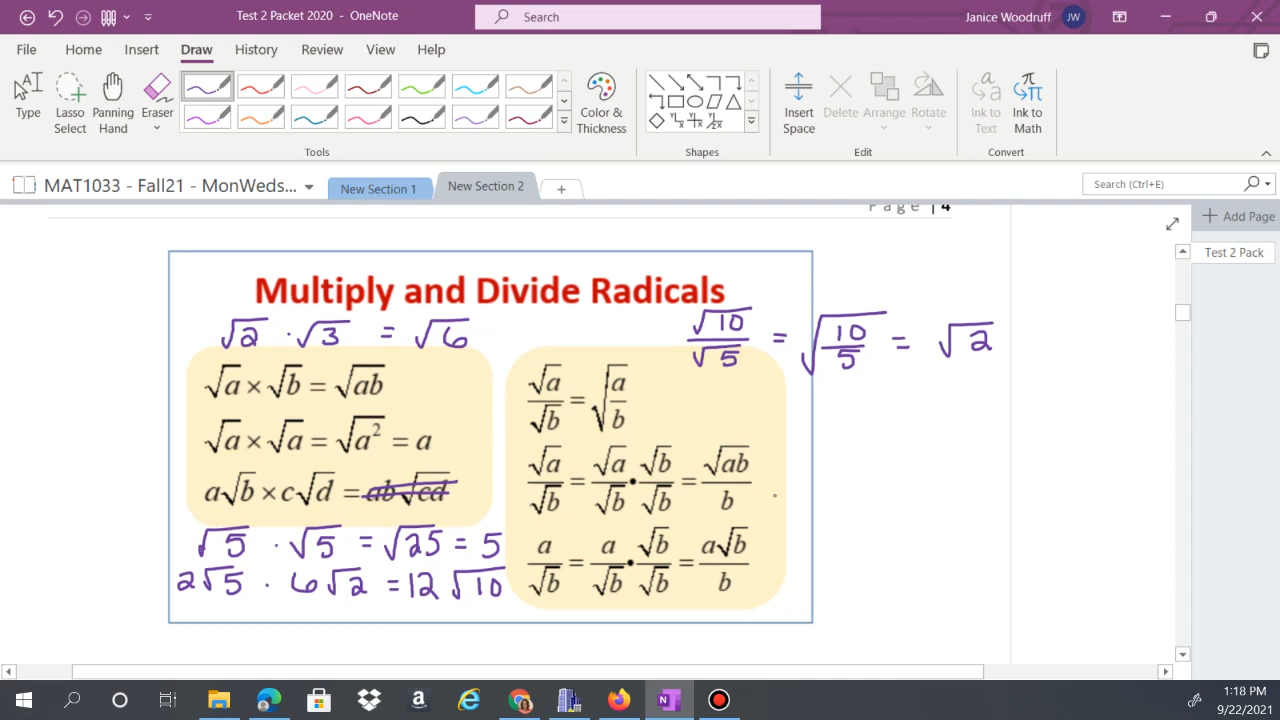 Test 2 Packet 2020 - OneNote
Search
Janice Woodruff
JW
File
Home
Insert
Draw
History
Review
View
Help
Type
Lasso Select
Panning Hand
Eraser
Color & Thickness
Insert Space
Delete
Arrange
Rotate
Ink to Text
Ink to Math
Tools
Shapes
Edit
Convert
MAT1033 - Fall21 - MonWeds...
New Section 1
New Section 2
Search (Ctrl+E)
Page | 4
Add Page
Test 2 Pack
Multiply and Divide Radicals
√2 · √3 = √6
√10/√5 = √(10/5) = √2
√a × √b = √ab
√a × √a = √a² = a
a√b × c√d = ab√cd
√5 · √5 = √25 = 5
2√5 · 6√2 = 12√10
√a/√b = √(a/b)
√a/√b = √a/√b • √b/√b = √ab/b
a/√b = a/√b • √b/√b = a√b/b
1:18 PM
9/22/2021